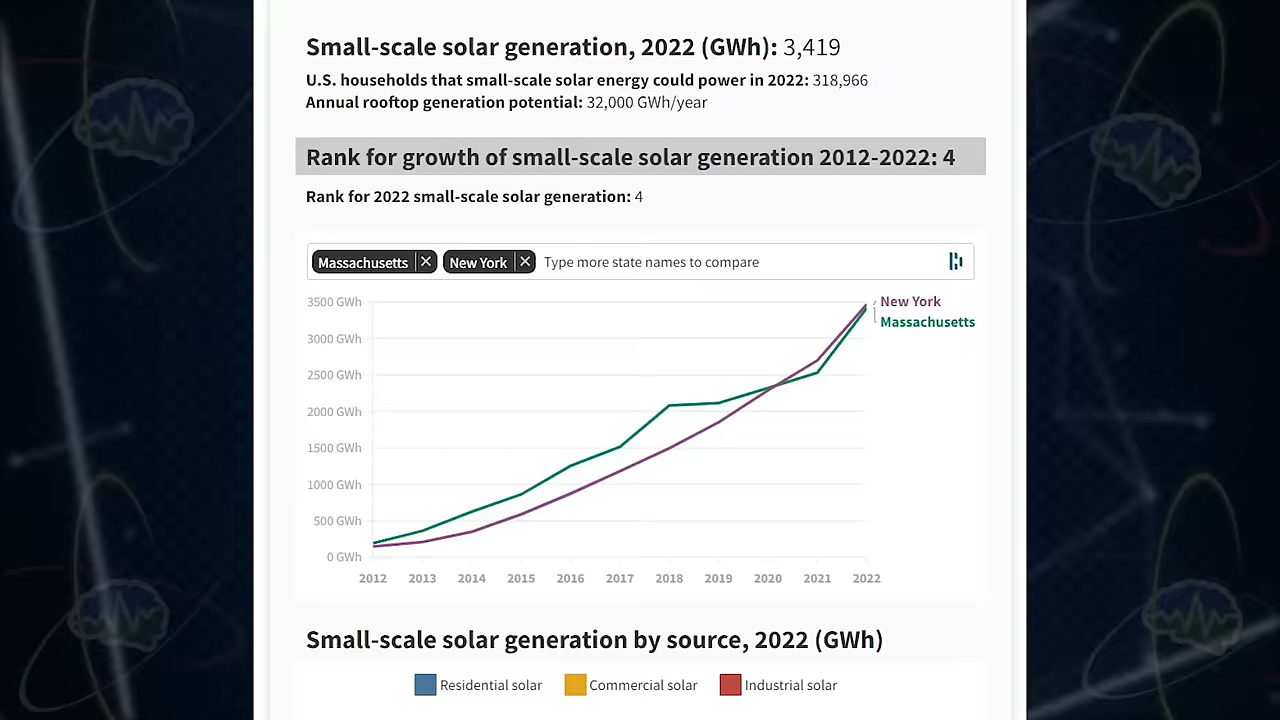 Small-scale solar generation, 2022 (GWh): 3,419
U.S. households that small-scale solar energy could power in 2022: 318,966
Annual rooftop generation potential: 32,000 GWh/year
Rank for growth of small-scale solar generation 2012-2022: 4
Rank for 2022 small-scale solar generation: 4
Massachusetts New York Type more state names to compare
3500 GWh
3000 GWh
2500 GWh
2000 GWh
1500 GWh
1000 GWh
500 GWh
0 GWh
New York
Massachusetts
2012 2013 2014 2015 2016 2017 2018 2019 2020 2021 2022
Small-scale solar generation by source, 2022 (GWh)
Residential solar Commercial solar Industrial solar